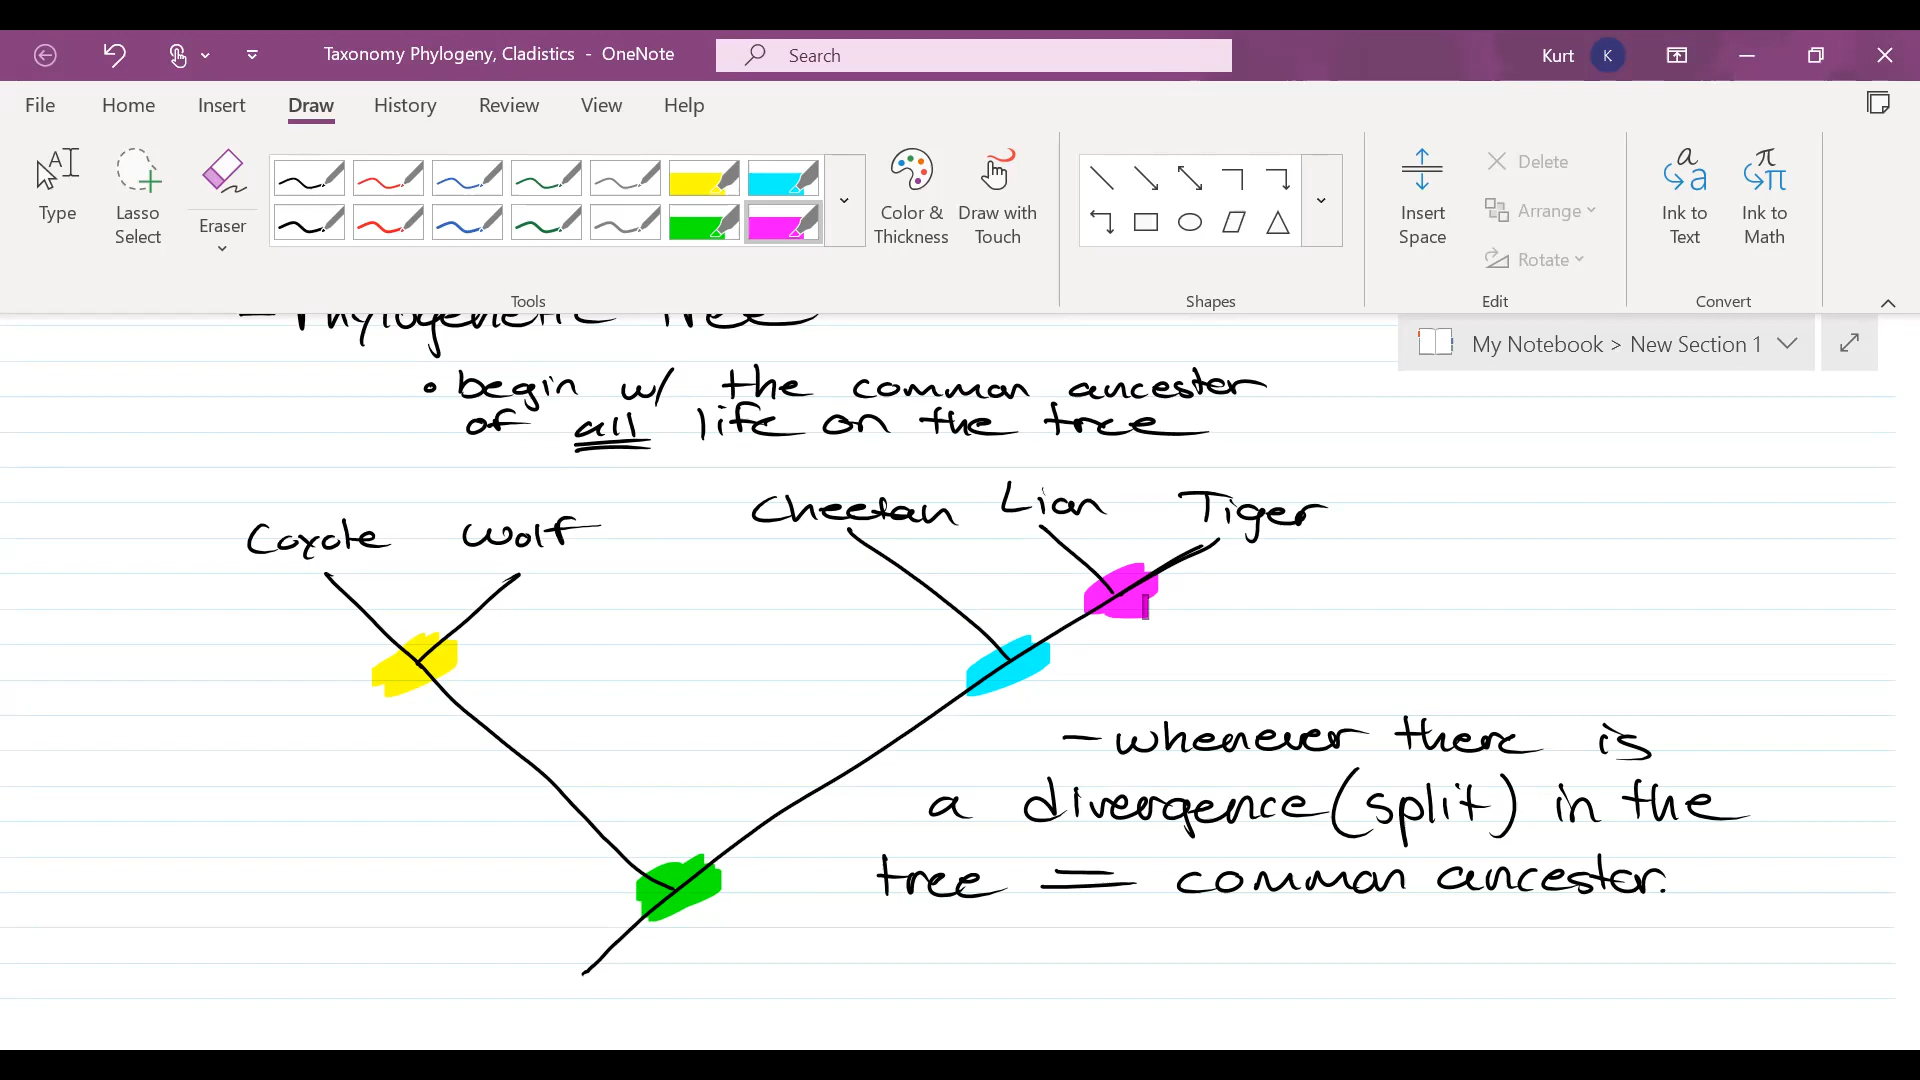 Taxonomy Phylogeny, Cladistics - OneNote
Search
Kurt
K
File Home Insert Draw History Review View Help
Type
Lasso Select
Eraser
Color & Thickness
Draw with Touch
Insert Space
Delete
Arrange
Rotate
Ink to Text
Ink to Math
Tools
Shapes
Edit
Convert
My Notebook > New Section 1
- Phylogenetic Tree
• begin w/ the common ancester
of all life on the tree
Coyote Wolf Cheetah Lion Tiger
- whenever there is
a divergence (split) in the
tree = common ancestor.